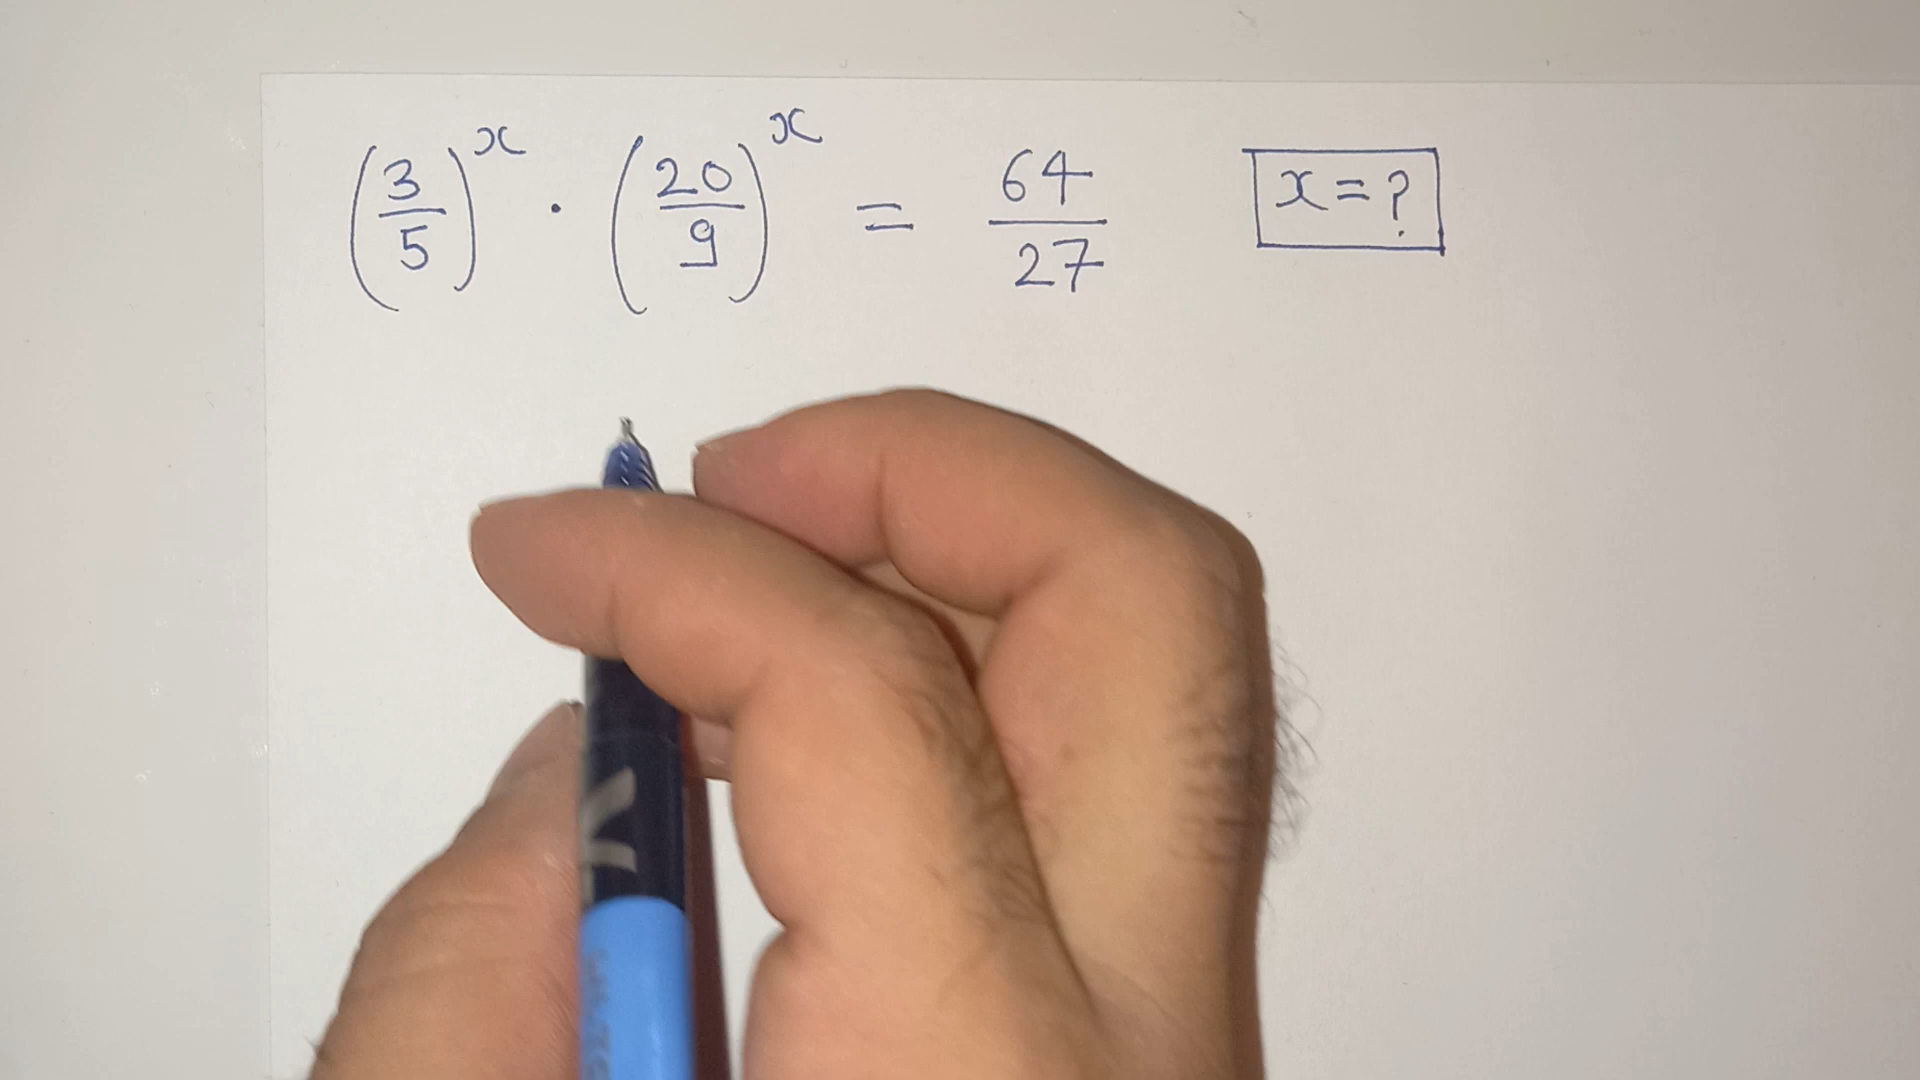 (3/5)^x · (20/9)^x = 64/27   x = ?